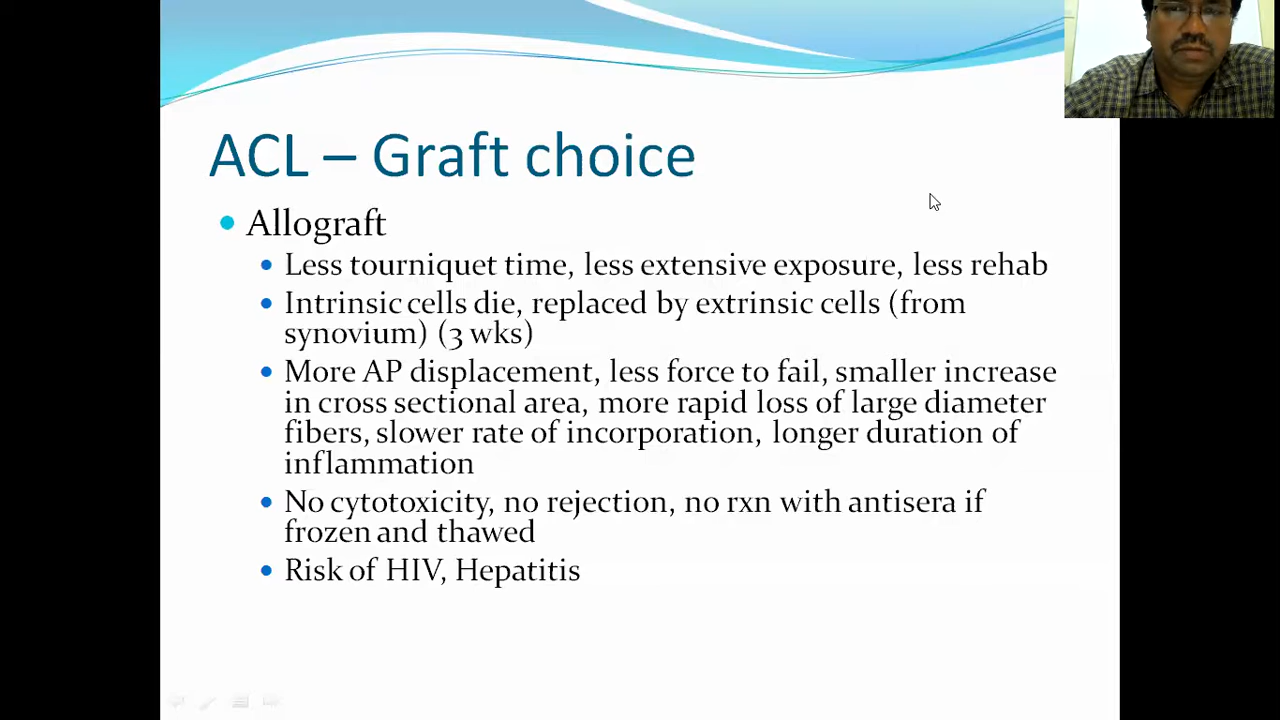 ACL – Graft choice
Allograft
Less tourniquet time, less extensive exposure, less rehab
Intrinsic cells die, replaced by extrinsic cells (from
synovium) (3 wks)
More AP displacement, less force to fail, smaller increase
in cross sectional area, more rapid loss of large diameter
fibers, slower rate of incorporation, longer duration of
inflammation
No cytotoxicity, no rejection, no rxn with antisera if
frozen and thawed
Risk of HIV, Hepatitis